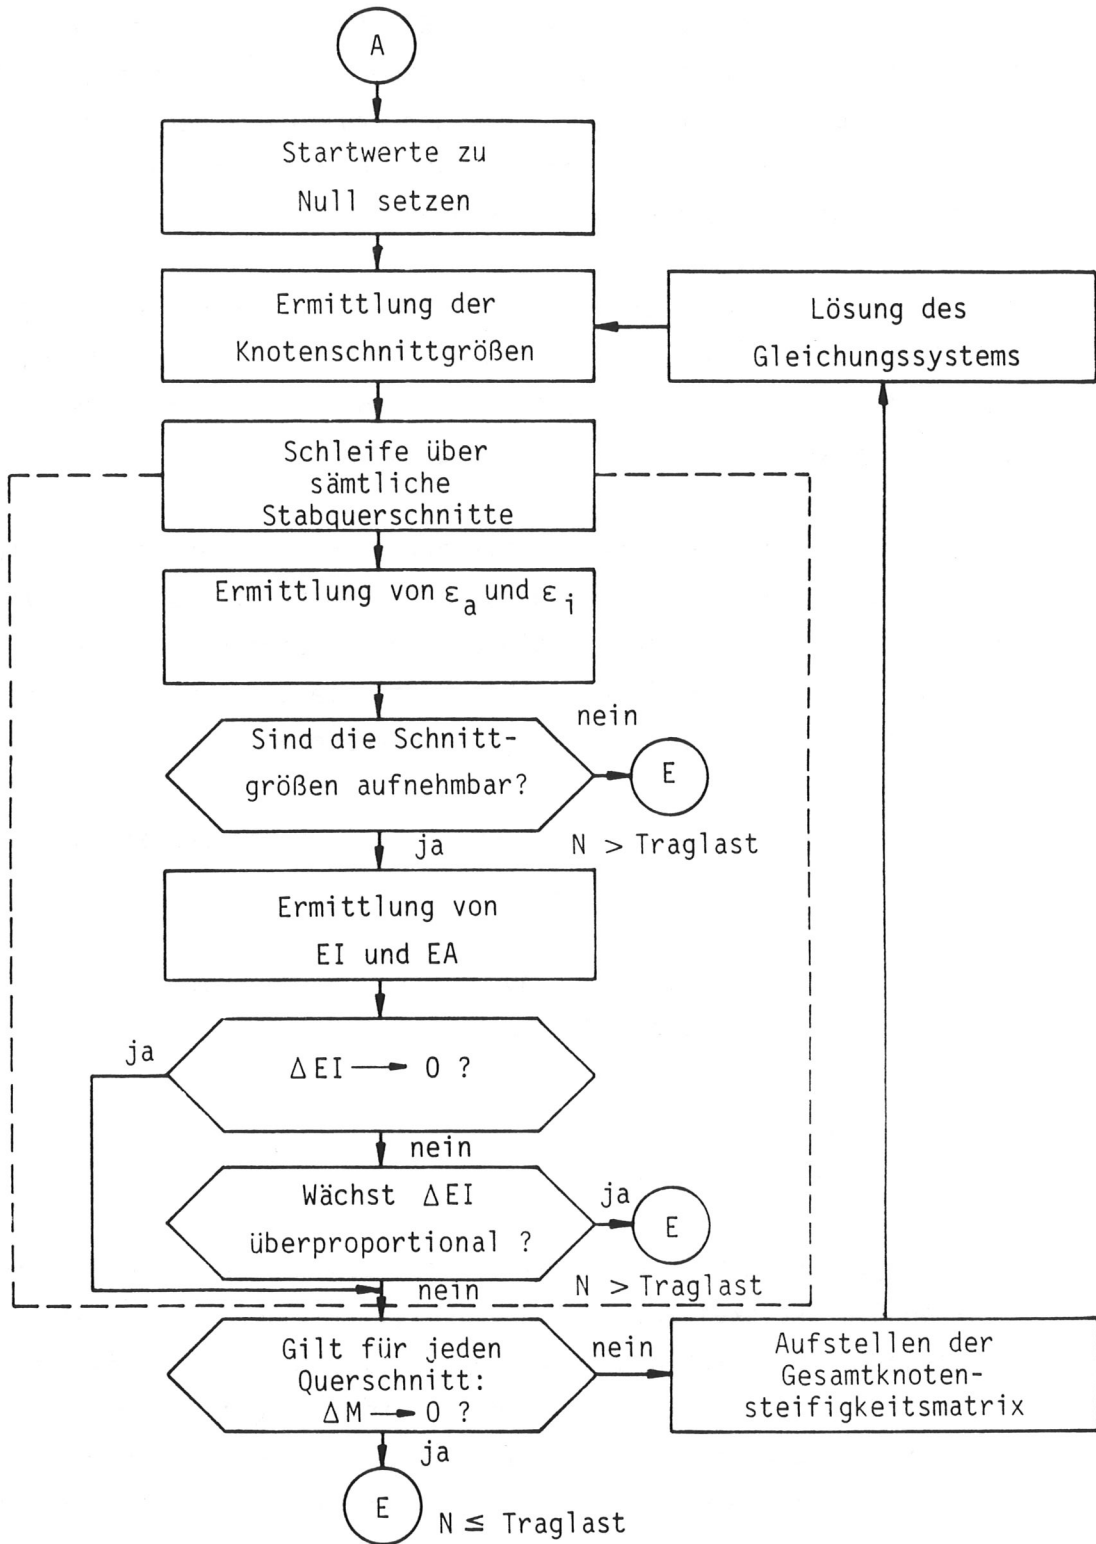 A
Startwerte zu
Null setzen
Ermittlung der
Knotenschnittgrößen
Lösung des
Gleichungssystems
Schleife über
sämtliche
Stabquerschnitte
Ermittlung von εa und εi
Sind die Schnitt-
größen aufnehmbar?
nein
E
N > Traglast
ja
Ermittlung von
EI und EA
ja
ΔEI → 0 ?
nein
Wächst ΔEI
überproportional ?
ja
E
N > Traglast
nein
Gilt für jeden
Querschnitt:
ΔM → 0 ?
nein
Aufstellen der
Gesamtknoten-
steifigkeitsmatrix
ja
E
N ≤ Traglast